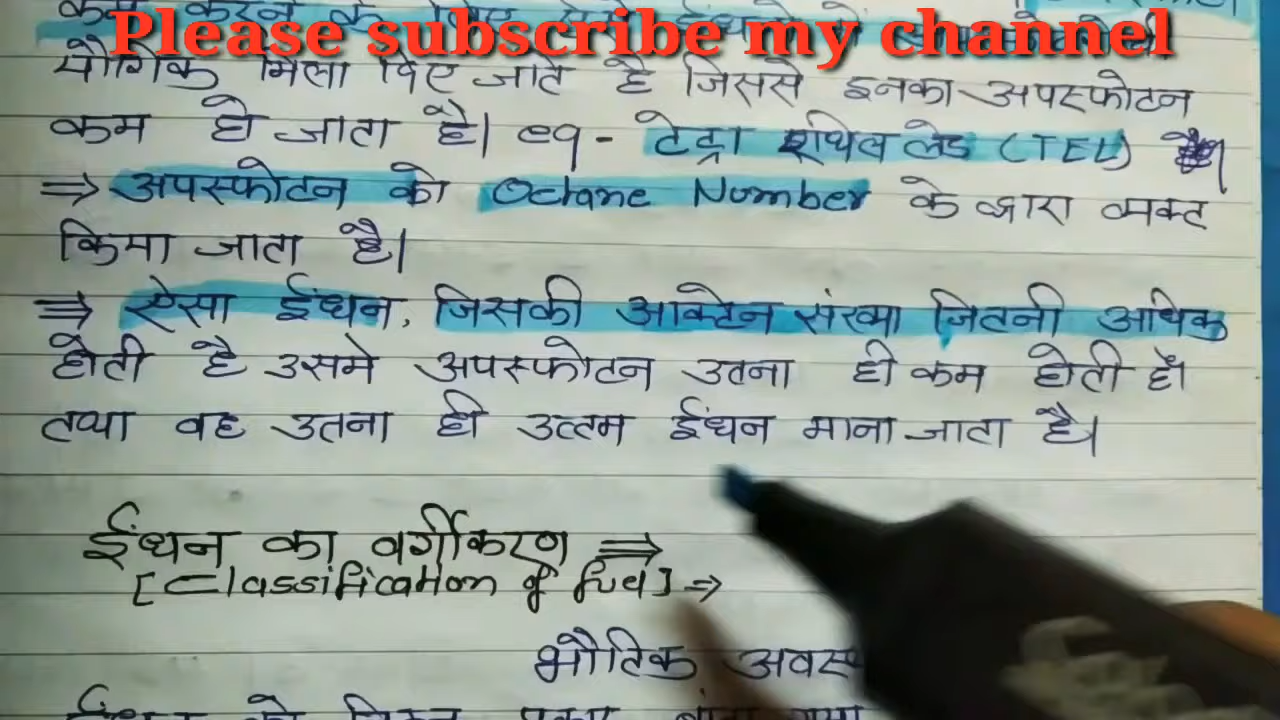 Please subscribe my channel
कम करने के लिए
यौगिक मिला दिए जाते है जिससे इनका अपस्फोटन
कम हो जाता है। eg - टेट्रा एथिल लेड (TEL) है।
⇒ अपस्फोटन को Octane Number के द्वारा व्यक्त
किया जाता है।
⇒ ऐसा ईंधन, जिसकी आक्टेन संख्या जितनी अधिक
होती है उसमे अपस्फोटन उतना ही कम होती है।
तथा वह उतना ही उत्तम ईंधन माना जाता है।
ईंधन का वर्गीकरण ⇒
[Classification of fuel] ⇒
भौतिक